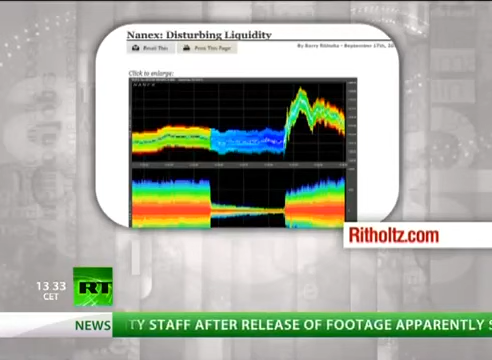 Nanex: Disturbing Liquidity
Email This
Print This Page
By Barry Ritholtz - September 17th, 20
Click to enlarge:
NANEX
Ritholtz.com
13 33
CET
RT
NEWS
TY STAFF AFTER RELEASE OF FOOTAGE APPARENTLY S